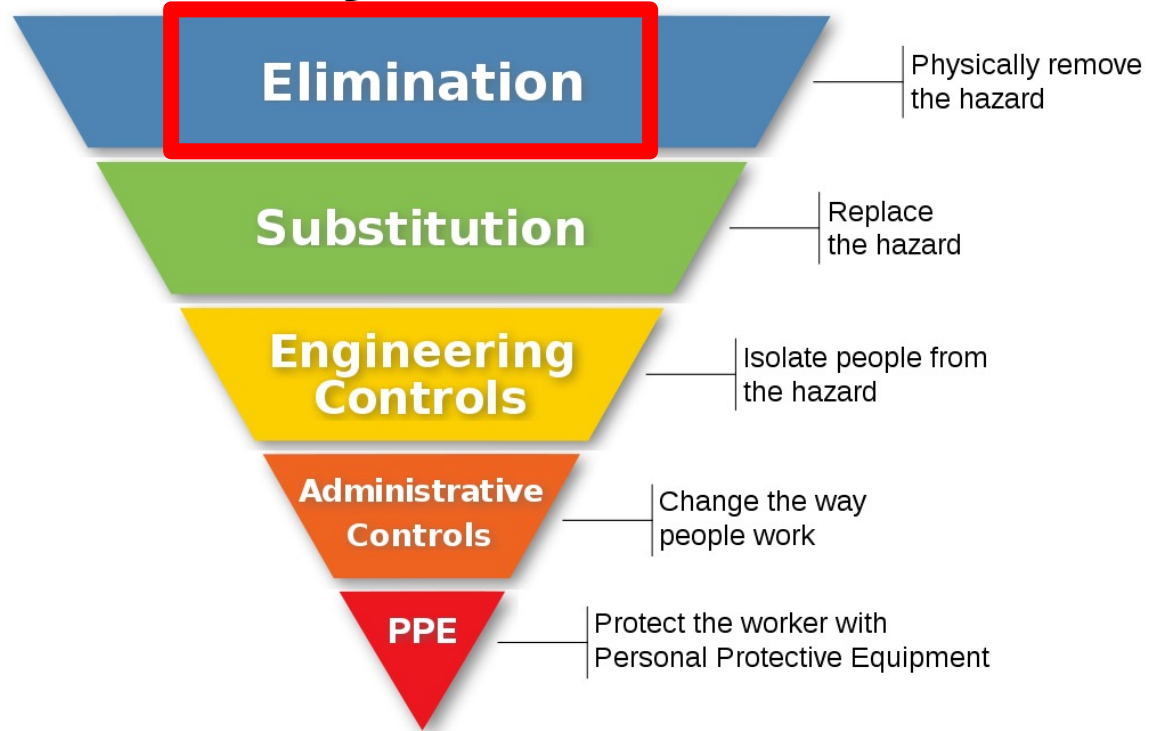 Elimination
Physically remove
the hazard
Substitution
Replace
the hazard
Engineering
Controls
Isolate people from
the hazard
Administrative
Controls
Change the way
people work
PPE
Protect the worker with
Personal Protective Equipment